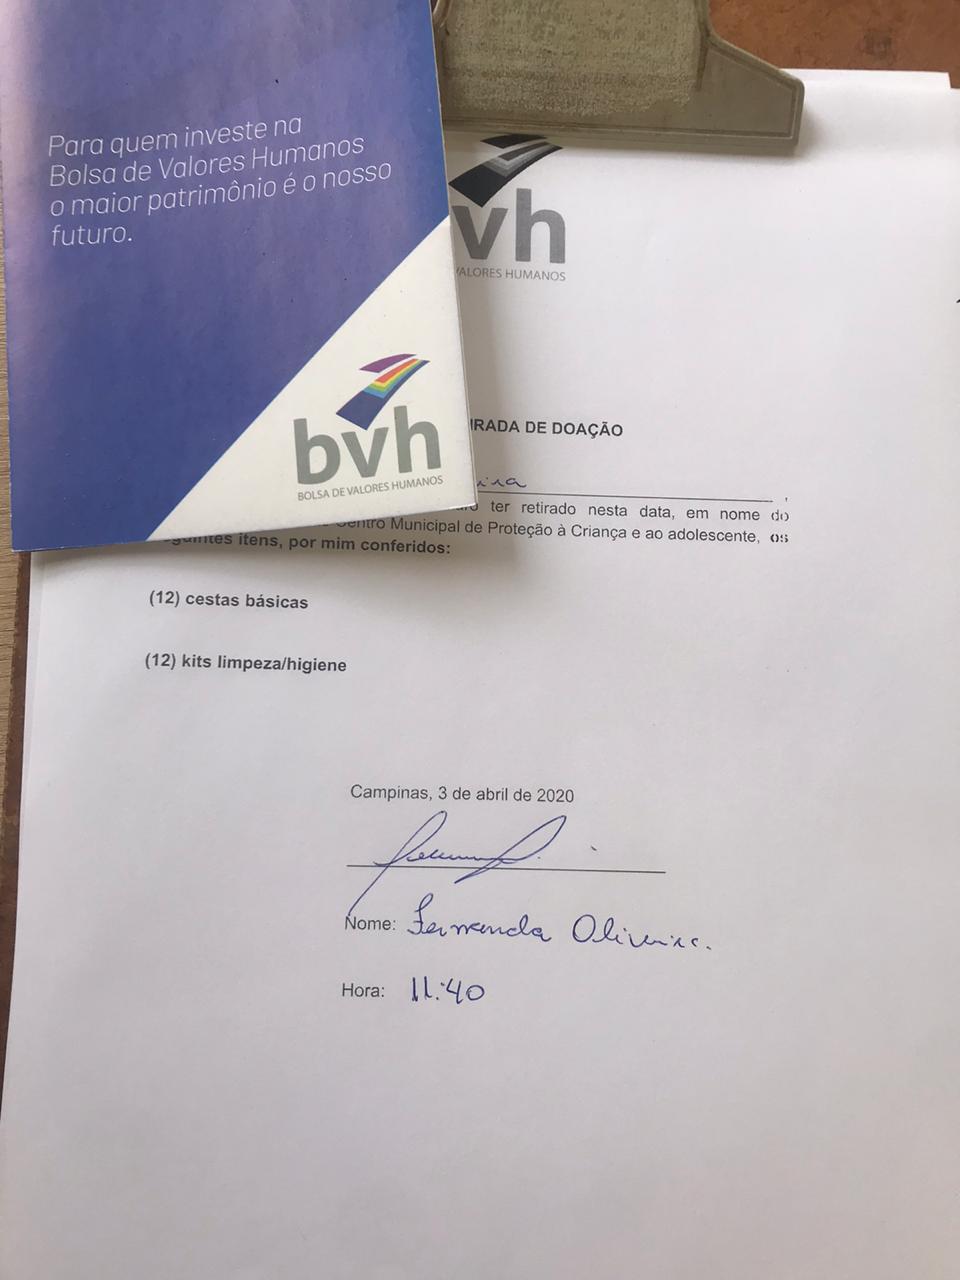 Para quem investe na
Bolsa de Valores Humanos
o maior patrimônio é o nosso
futuro.
bvh
BOLSA DE VALORES HUMANOS
vh
VALORES HUMANOS
IRADA DE DOAÇÃO
ter retirado nesta data, em nome do
Centro Municipal de Proteção à Criança e ao adolescente, os
itens, por mim conferidos:
(12) cestas básicas
(12) kits limpeza/higiene
Campinas, 3 de abril de 2020
Nome: Fernanda Oliveira.
Hora: 11:40